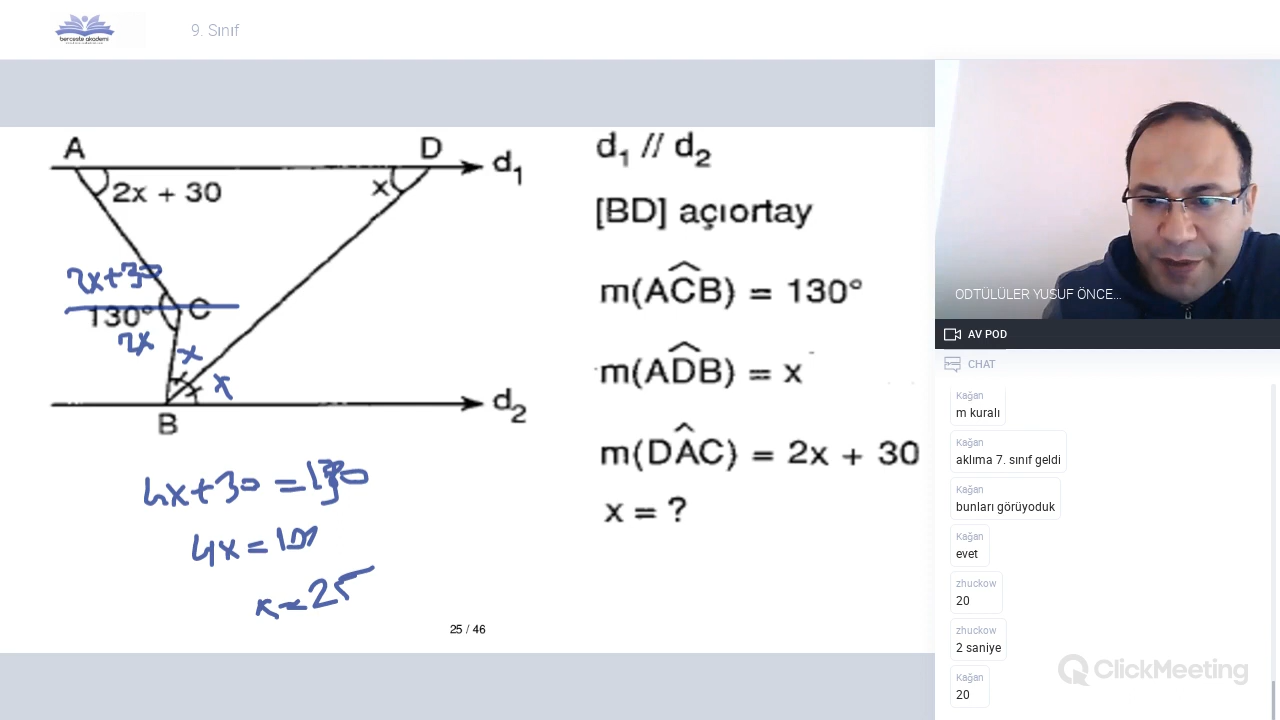 berceste akademi
9. Sınıf
A
D
d₁
2x + 30
x
2x+30
130°
C
2x
x
x
B
d₂
4x+30 =130
4x=100
x=25
d₁ // d₂
[BD] açıortay
m(ACB) = 130°
m(ADB) = x
m(DAC) = 2x + 30
x = ?
25 / 46
ODTÜLÜLER YUSUF ÖNCE...
AV POD
CHAT
Kağan
m kuralı
Kağan
aklıma 7. sınıf geldi
Kağan
bunları görüyoduk
Kağan
evet
zhuckow
20
zhuckow
2 saniye
Kağan
20
ClickMeeting